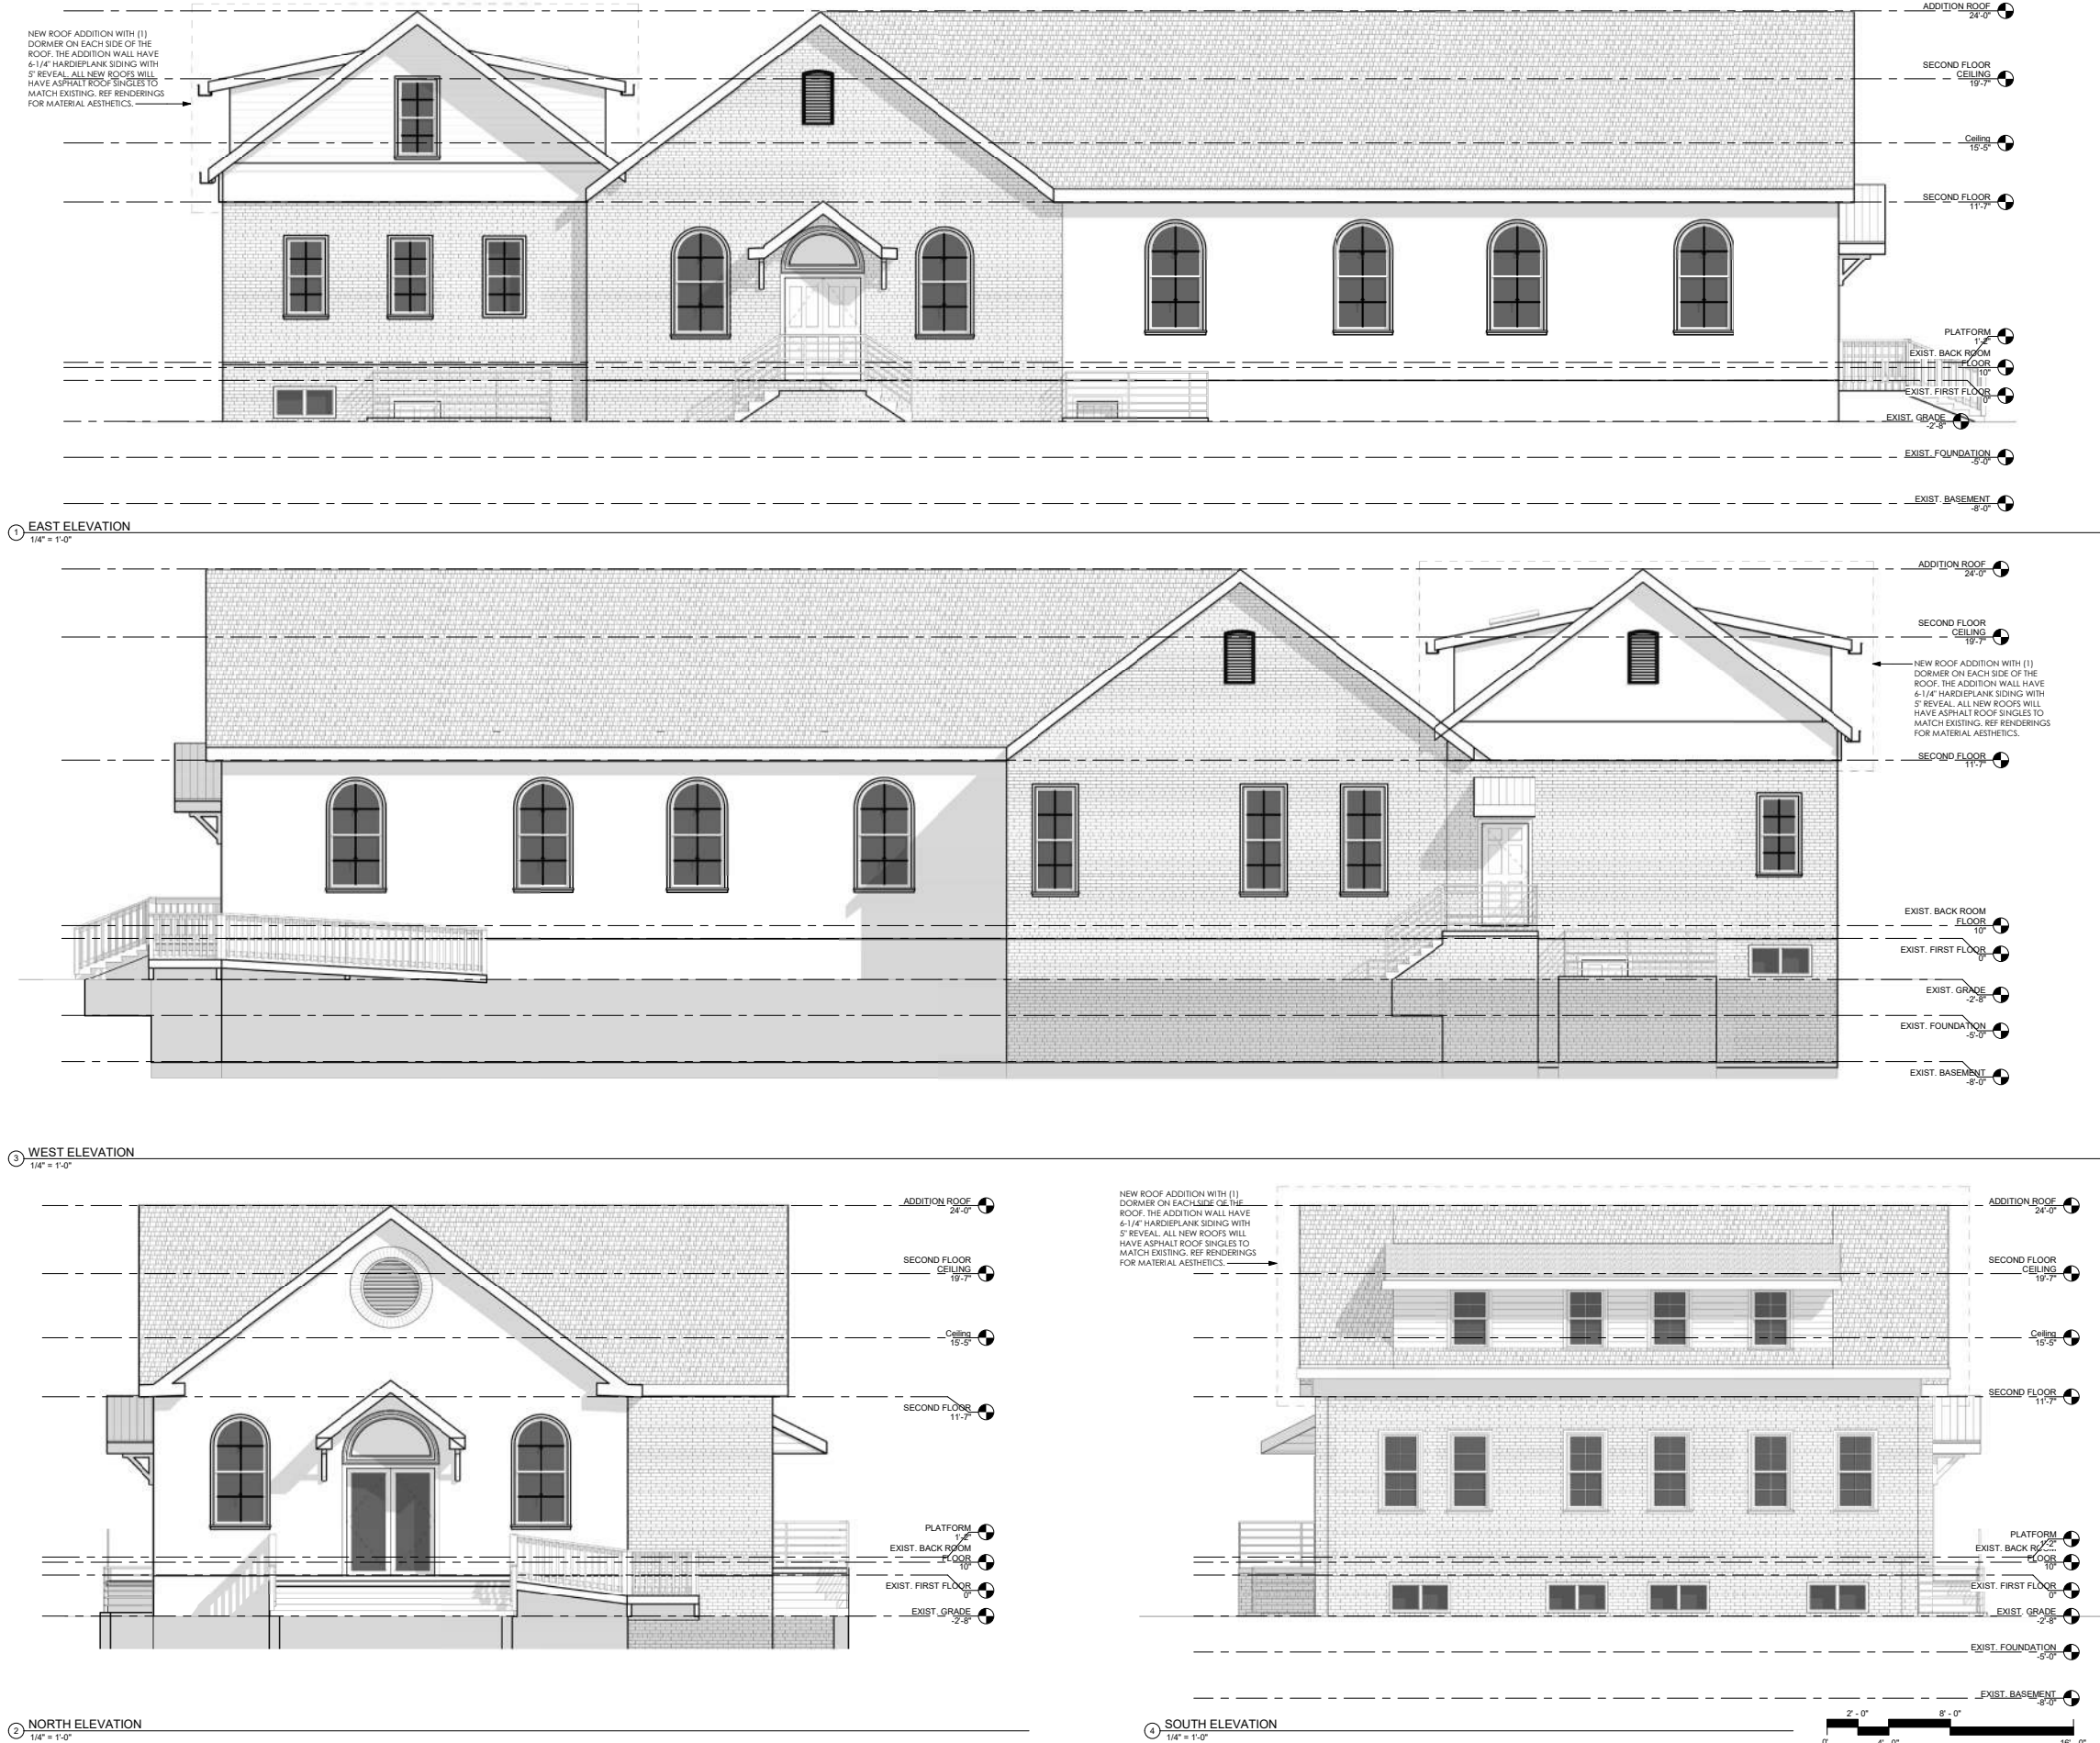 NEW ROOF ADDITION WITH (1)
DORMER ON EACH SIDE OF THE
ROOF. THE ADDITION WALL HAVE
6-1/4" HARDIEPLANK SIDING WITH
5" REVEAL. ALL NEW ROOFS WILL
HAVE ASPHALT ROOF SINGLES TO
MATCH EXISTING. REF RENDERINGS
FOR MATERIAL AESTHETICS.
ADDITION ROOF
24'-0"
SECOND FLOOR
CEILING
19'-7"
Ceiling
15'-5"
SECOND FLOOR
11'-7"
PLATFORM
1'-2"
EXIST. BACK ROOM
FLOOR
10"
EXIST. FIRST FLOOR
0"
EXIST. GRADE
-2'-8"
EXIST. FOUNDATION
-5'-0"
EXIST. BASEMENT
-8'-0"
1 EAST ELEVATION
1/4" = 1'-0"
ADDITION ROOF
24'-0"
SECOND FLOOR
CEILING
19'-7"
NEW ROOF ADDITION WITH (1)
DORMER ON EACH SIDE OF THE
ROOF. THE ADDITION WALL HAVE
6-1/4" HARDIEPLANK SIDING WITH
5" REVEAL. ALL NEW ROOFS WILL
HAVE ASPHALT ROOF SINGLES TO
MATCH EXISTING. REF RENDERINGS
FOR MATERIAL AESTHETICS.
SECOND FLOOR
11'-7"
EXIST. BACK ROOM
FLOOR
10"
EXIST. FIRST FLOOR
0"
EXIST. GRADE
-2'-8"
EXIST. FOUNDATION
-5'-0"
EXIST. BASEMENT
-8'-0"
3 WEST ELEVATION
1/4" = 1'-0"
ADDITION ROOF
24'-0"
SECOND FLOOR
CEILING
19'-7"
Ceiling
15'-5"
SECOND FLOOR
11'-7"
PLATFORM
1'-2"
EXIST. BACK ROOM
FLOOR
10"
EXIST. FIRST FLOOR
0"
EXIST. GRADE
-2'-8"
2 NORTH ELEVATION
1/4" = 1'-0"
NEW ROOF ADDITION WITH (1)
DORMER ON EACH SIDE OF THE
ROOF. THE ADDITION WALL HAVE
6-1/4" HARDIEPLANK SIDING WITH
5" REVEAL. ALL NEW ROOFS WILL
HAVE ASPHALT ROOF SINGLES TO
MATCH EXISTING. REF RENDERINGS
FOR MATERIAL AESTHETICS.
ADDITION ROOF
24'-0"
SECOND FLOOR
CEILING
19'-7"
Ceiling
15'-5"
SECOND FLOOR
11'-7"
PLATFORM
1'-2"
EXIST. BACK
FLOOR
10"
EXIST. FIRST FLOOR
0"
EXIST. GRADE
-2'-8"
EXIST. FOUNDATION
-5'-0"
EXIST. BASEMENT
-8'-0"
4 SOUTH ELEVATION
1/4" = 1'-0"
2' - 0" 8' - 0"